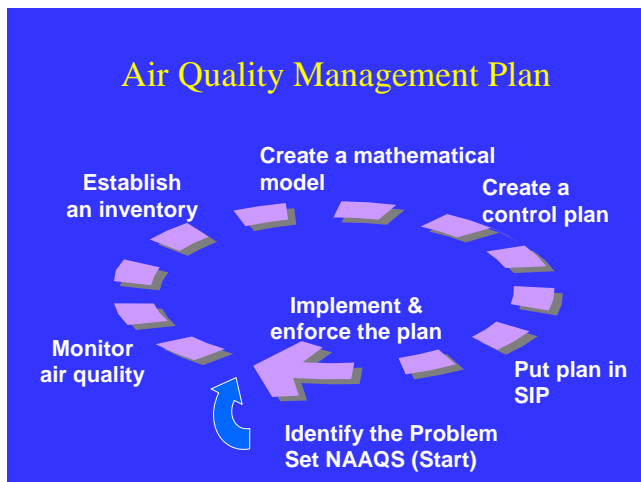 Air Quality Management Plan
Create a mathematical
model
Establish
an inventory
Create a
control plan
Implement &
enforce the plan
Monitor
air quality
Put plan in
SIP
Identify the Problem
Set NAAQS (Start)